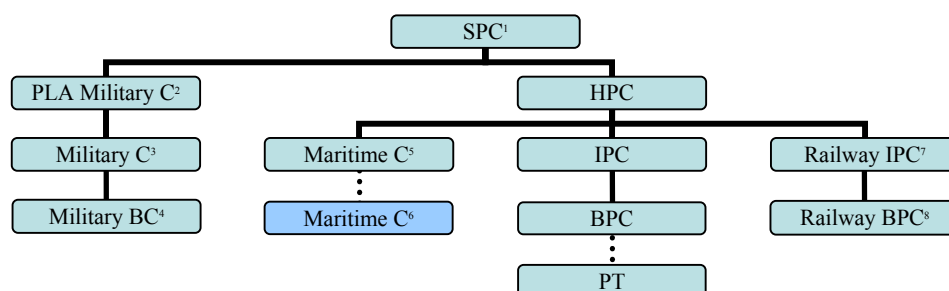 SPC¹
PLA Military C²
HPC
Military C³
Maritime C⁵
IPC
Railway IPC⁷
Military BC⁴
Maritime C⁶
BPC
Railway BPC⁸
PT